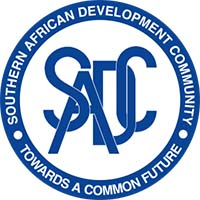 SOUTHERN AFRICAN DEVELOPMENT COMMUNITY
SADC
TOWARDS A COMMON FUTURE